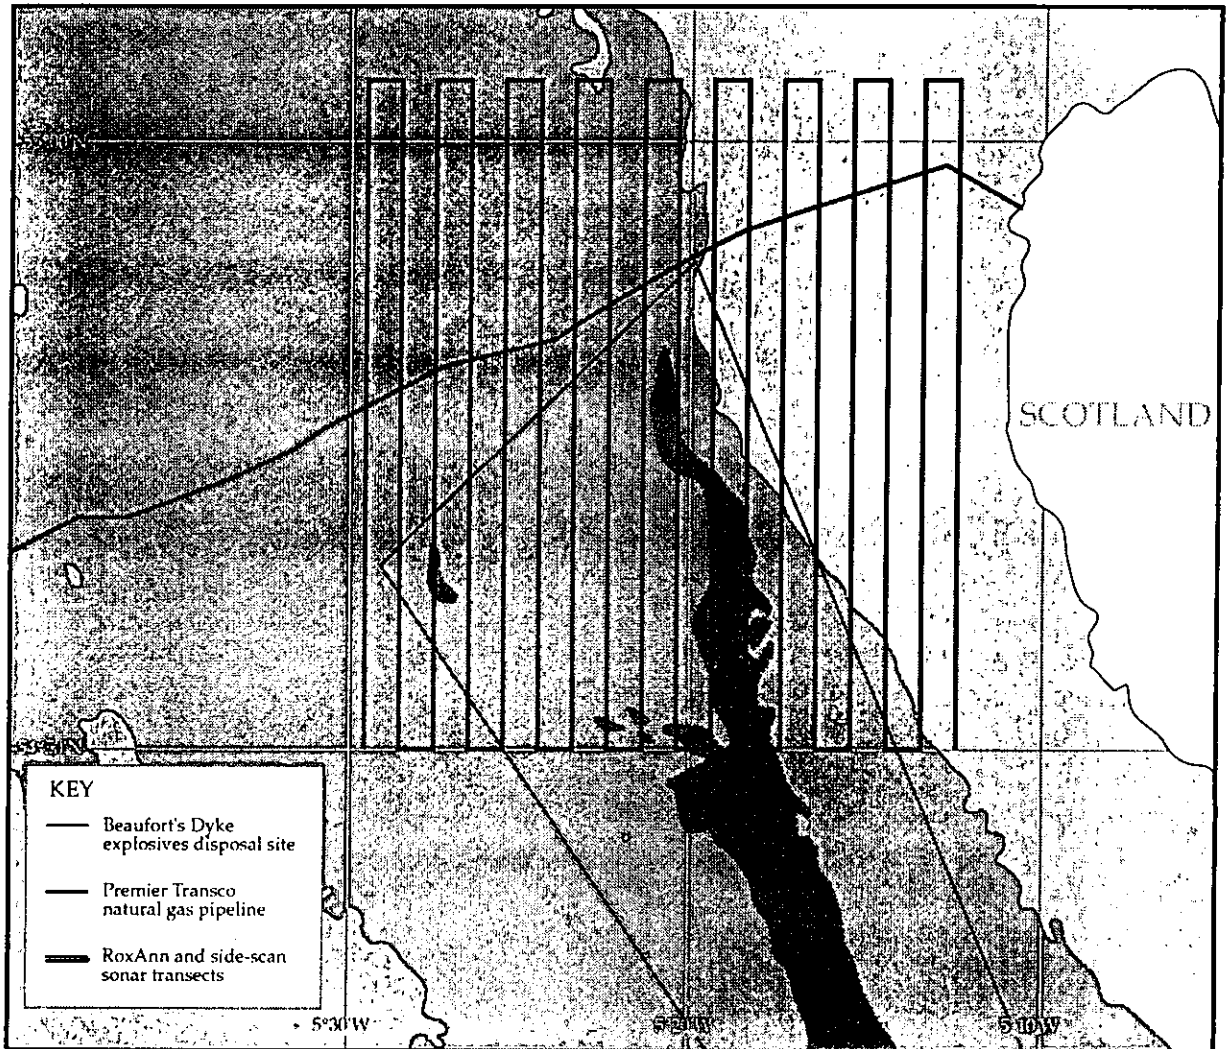 SCOTLAND
KEY
Beaufort's Dyke
explosives disposal site
Premier Transco
natural gas pipeline
RoxAnn and side-scan
sonar transects
5°30'W
5°10'W